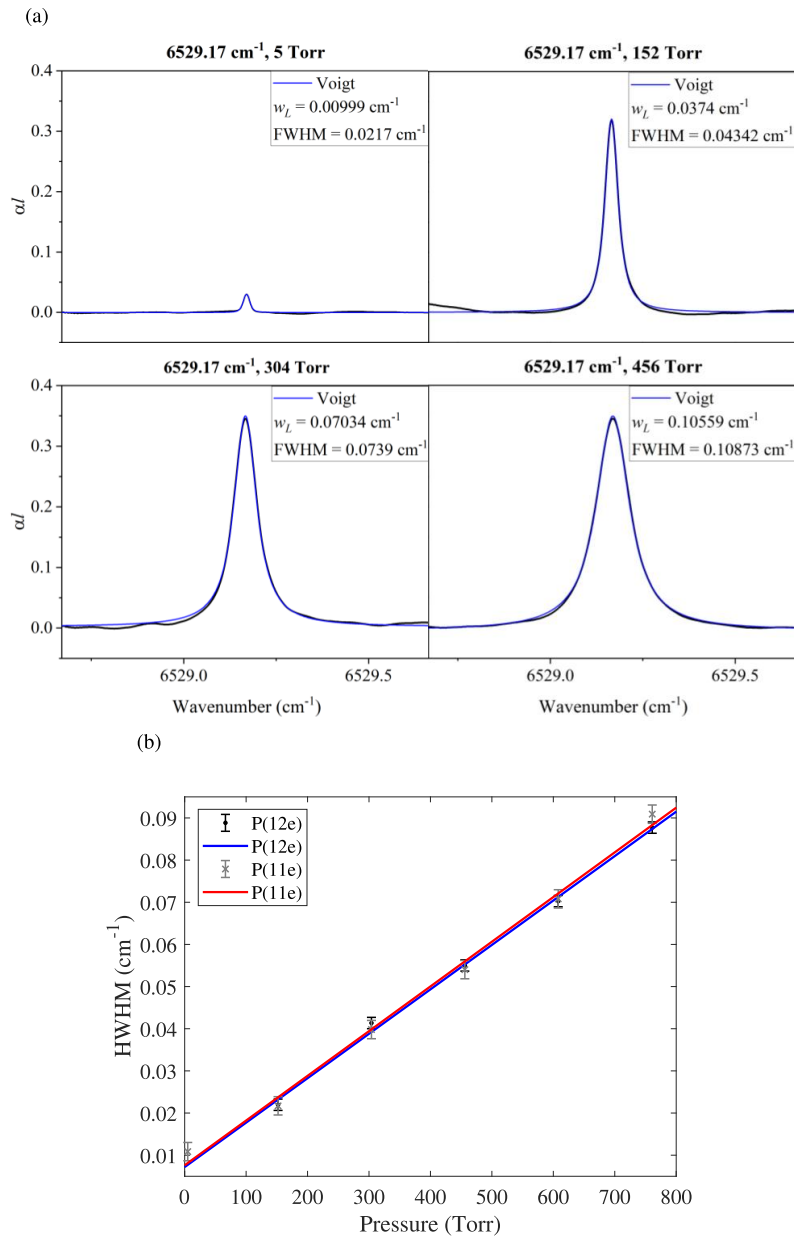 (a)
6529.17 cm⁻¹, 5 Torr
6529.17 cm⁻¹, 152 Torr
0.4
0.3
0.2
0.1
0.0
αl
Voigt
w_L = 0.00999 cm⁻¹
FWHM = 0.0217 cm⁻¹
Voigt
w_L = 0.0374 cm⁻¹
FWHM = 0.04342 cm⁻¹
6529.17 cm⁻¹, 304 Torr
6529.17 cm⁻¹, 456 Torr
0.4
0.3
0.2
0.1
0.0
αl
Voigt
w_L = 0.07034 cm⁻¹
FWHM = 0.0739 cm⁻¹
Voigt
w_L = 0.10559 cm⁻¹
FWHM = 0.10873 cm⁻¹
6529.0
6529.5
6529.0
6529.5
Wavenumber (cm⁻¹)
Wavenumber (cm⁻¹)
(b)
0.09
0.08
0.07
0.06
0.05
0.04
0.03
0.02
0.01
HWHM (cm⁻¹)
P(12e)
P(12e)
P(11e)
P(11e)
0 100 200 300 400 500 600 700 800
Pressure (Torr)